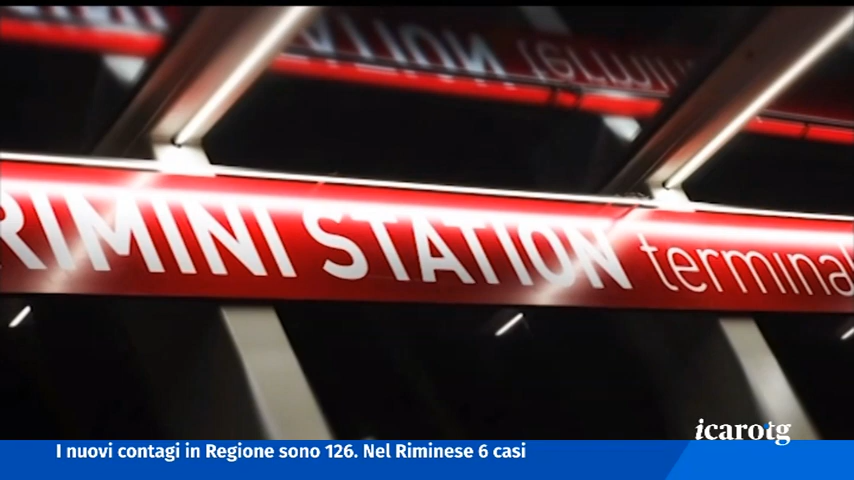 RIMINI STATION terminal
icarotg
I nuovi contagi in Regione sono 126. Nel Riminese 6 casi